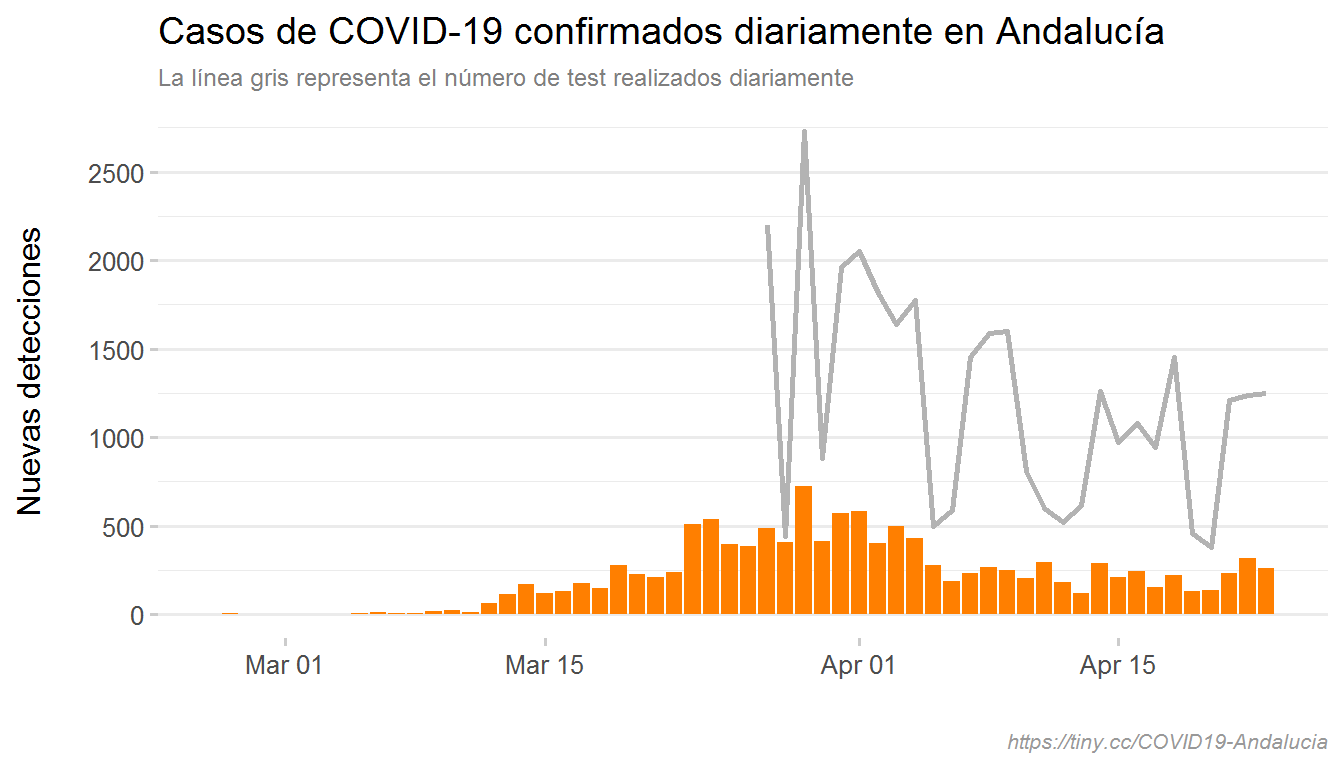 Casos de COVID-19 confirmados diariamente en Andalucía
La línea gris representa el número de test realizados diariamente
Nuevas detecciones
2500
2000
1500
1000
500
0
Mar 01 Mar 15 Apr 01 Apr 15
https://tiny.cc/COVID19-Andalucia